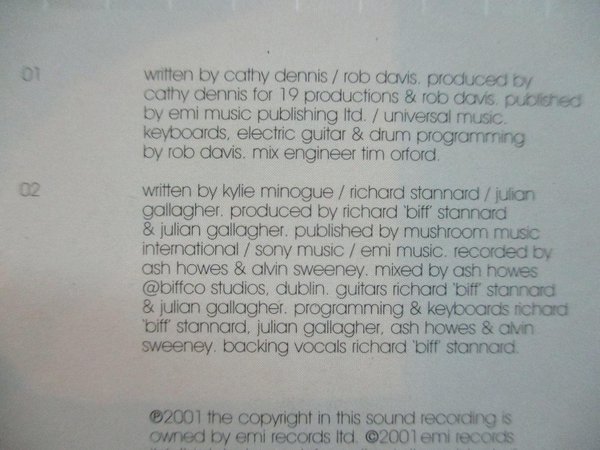 01
written by cathy dennis / rob davis. produced by
cathy dennis for 19 productions & rob davis. published
by emi music publishing ltd. / universal music.
keyboards, electric guitar & drum programming
by rob davis. mix engineer tim orford.
02
written by kylie minogue / richard stannard / julian
gallagher. produced by richard 'biff' stannard
& julian gallagher. published by mushroom music
international / sony music / emi music. recorded by
ash howes & alvin sweeney. mixed by ash howes
@biffco studios, dublin. guitars richard 'biff' stannard
& julian gallagher. programming & keyboards richard
'biff' stannard, julian gallagher, ash howes & alvin
sweeney. backing vocals richard 'biff' stannard.
℗2001 the copyright in this sound recording is
owned by emi records ltd. ©2001 emi records